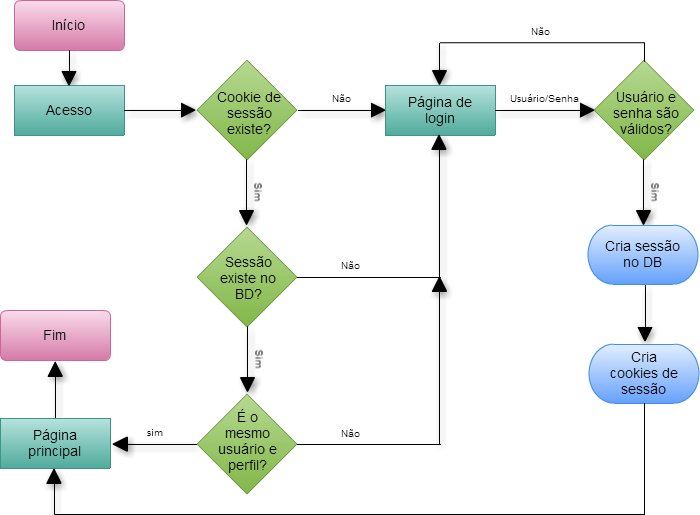 Início
Não
Acesso
Cookie de
sessão
existe?
Não
Página de
login
Usuário/Senha
Usuário e
senha são
válidos?
Sim
Sim
Sessão
existe no
BD?
Não
Cria sessão
no DB
Fim
Sim
Cria
cookies de
sessão
É o
mesmo
usuário e
perfil?
Não
sim
Página
principal